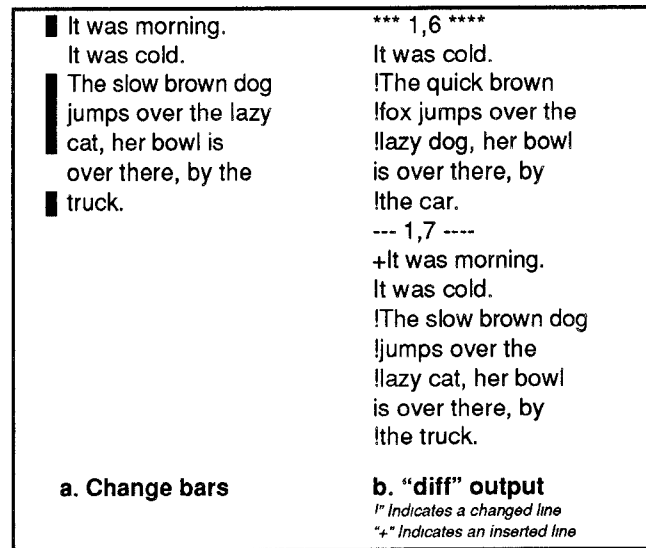 It was morning.
It was cold.
The slow brown dog
jumps over the lazy
cat, her bowl is
over there, by the
truck.
a. Change bars
*** 1,6 ****
It was cold.
!The quick brown
!fox jumps over the
!lazy dog, her bowl
is over there, by
!the car.
--- 1,7 ----
+It was morning.
It was cold.
!The slow brown dog
!jumps over the
!lazy cat, her bowl
is over there, by
!the truck.
b. “diff” output
!” Indicates a changed line
“+” Indicates an inserted line